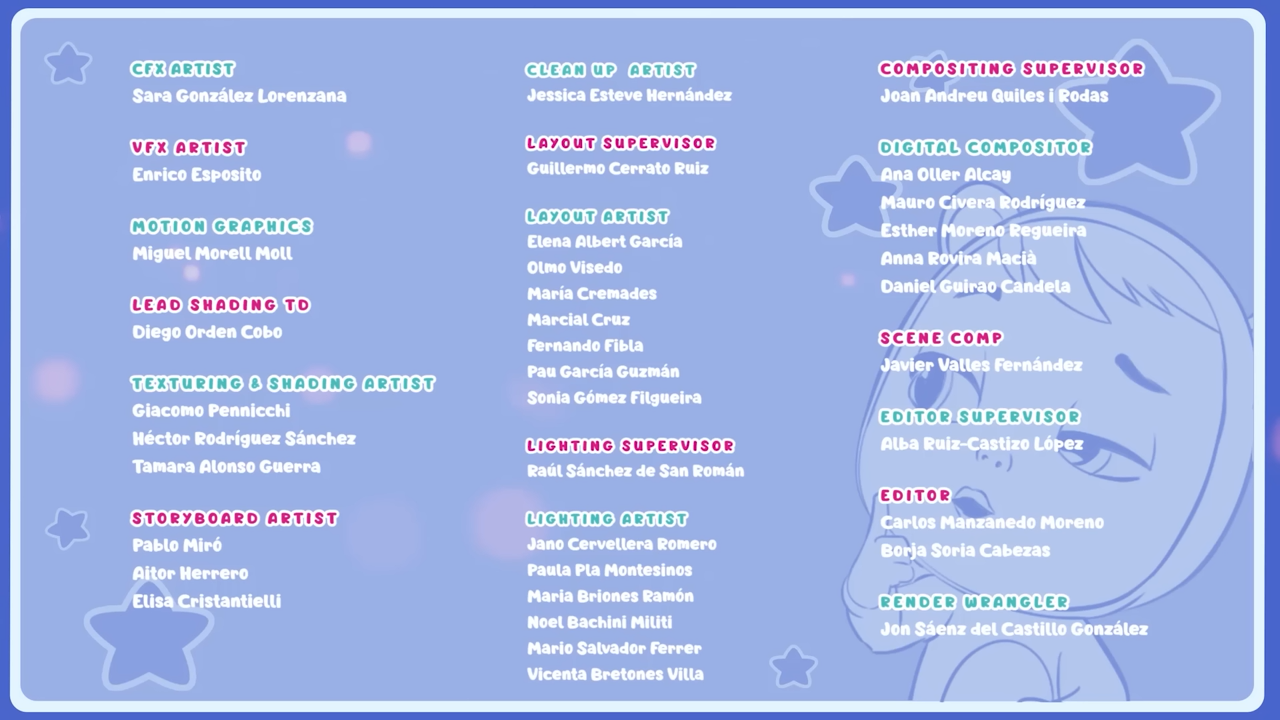 CFX ARTIST
Sara González Lorenzana
VFX ARTIST
Enrico Esposito
MOTION GRAPHICS
Miguel Morell Moll
LEAD SHADING TD
Diego Orden Cobo
TEXTURING & SHADING ARTIST
Giacomo Pennicchi
Héctor Rodríguez Sánchez
Tamara Alonso Guerra
STORYBOARD ARTIST
Pablo Miró
Aitor Herrero
Elisa Cristantielli
CLEAN UP ARTIST
Jessica Esteve Hernández
LAYOUT SUPERVISOR
Guillermo Cerrato Ruiz
LAYOUT ARTIST
Elena Albert García
Olmo Visedo
María Cremades
Marcial Cruz
Fernando Fibla
Pau García Guzmán
Sonia Gómez Filgueira
LIGHTING SUPERVISOR
Raúl Sánchez de San Román
LIGHTING ARTIST
Jano Cervellera Romero
Paula Pla Montesinos
Maria Briones Ramón
Noel Bachini Militi
Mario Salvador Ferrer
Vicenta Bretones Villa
COMPOSITING SUPERVISOR
Joan Andreu Quiles i Rodas
DIGITAL COMPOSITOR
Ana Oller Alcay
Mauro Civera Rodríguez
Esther Moreno Regueira
Anna Rovira Macià
Daniel Guirao Candela
SCENE COMP
Javier Valles Fernández
EDITOR SUPERVISOR
Alba Ruiz-Castizo López
EDITOR
Carlos Manzanedo Moreno
Borja Soria Cabezas
RENDER WRANGLER
Jon Sáenz del Castillo González